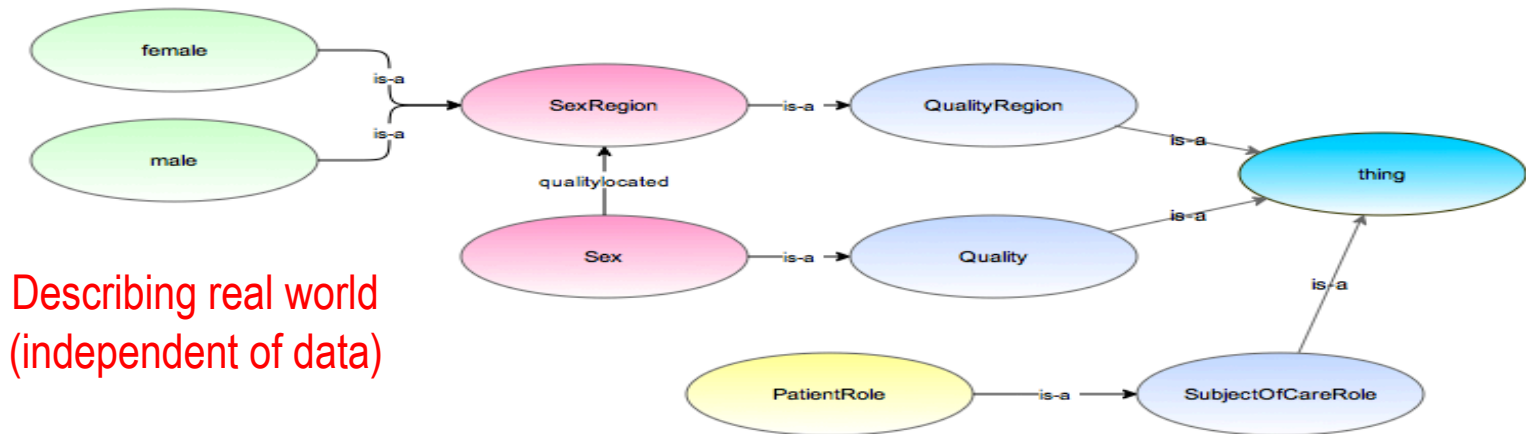 female
is-a
SexRegion
is-a
QualityRegion
is-a
is-a
male
thing
qualitylocated
is-a
Sex
is-a
Quality
Describing real world
(independent of data)
is-a
PatientRole
is-a
SubjectOfCareRole